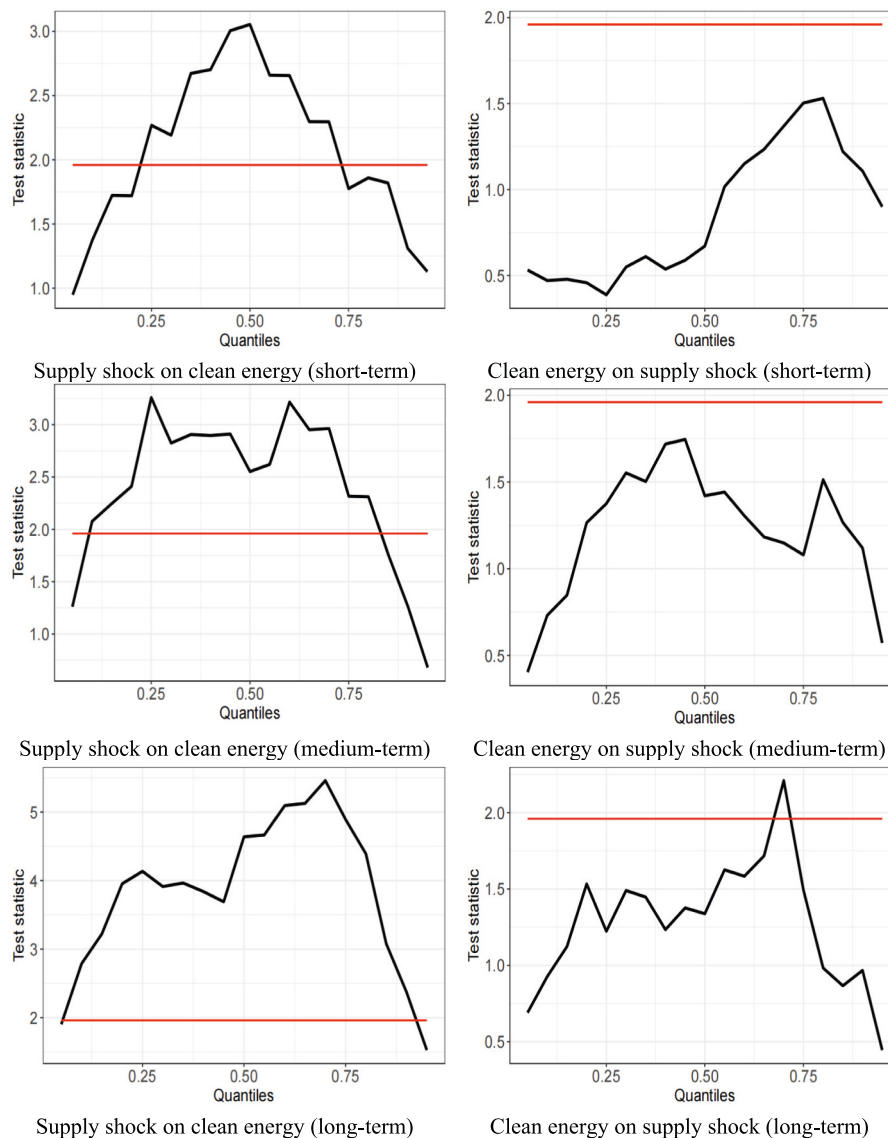 3.0
2.5
2.0
1.5
1.0
Test statistic
0.25 0.50 0.75
Quantiles
Supply shock on clean energy (short-term)
2.0
1.5
1.0
0.5
Test statistic
0.25 0.50 0.75
Quantiles
Clean energy on supply shock (short-term)
3.0
2.5
2.0
1.5
1.0
Test statistic
0.25 0.50 0.75
Quantiles
Supply shock on clean energy (medium-term)
2.0
1.5
1.0
0.5
Test statistic
0.25 0.50 0.75
Quantiles
Clean energy on supply shock (medium-term)
5
4
3
2
Test statistic
0.25 0.50 0.75
Quantiles
Supply shock on clean energy (long-term)
2.0
1.5
1.0
0.5
Test statistic
0.25 0.50 0.75
Quantiles
Clean energy on supply shock (long-term)